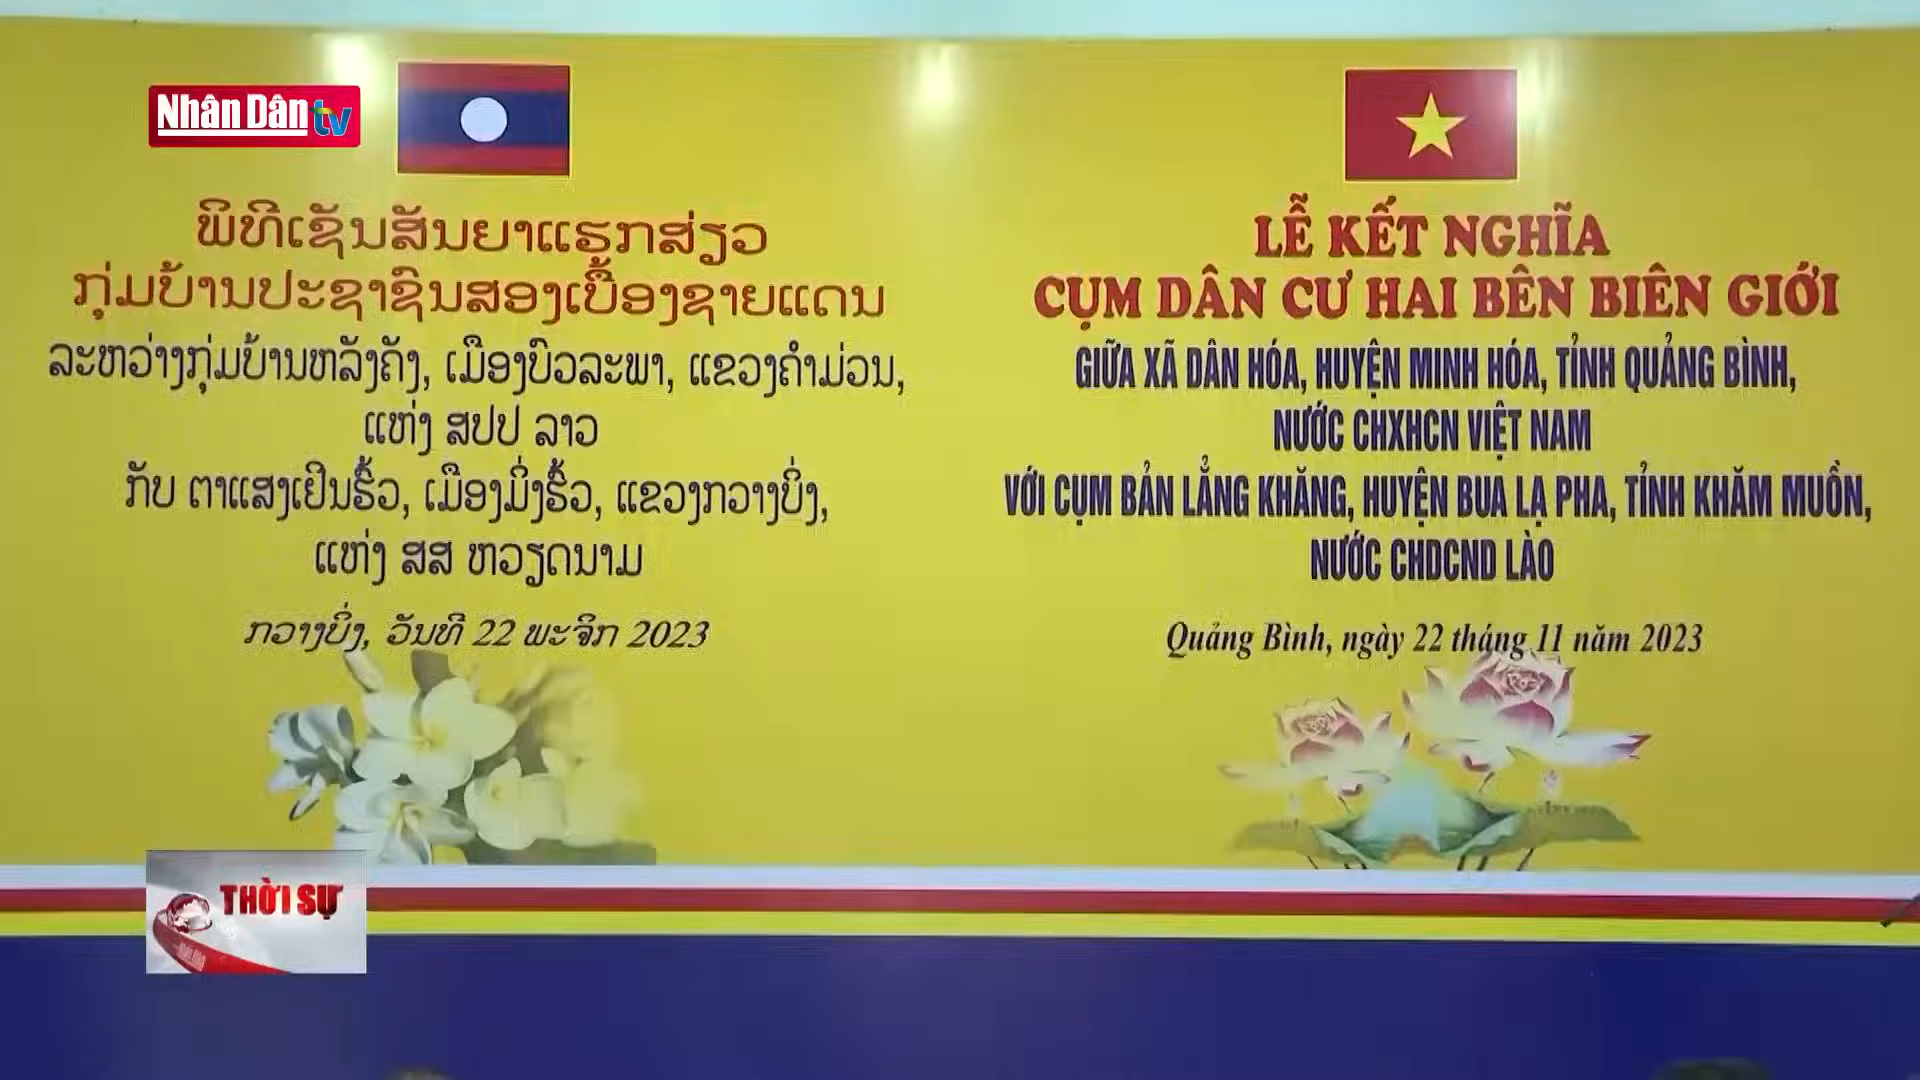 Nhân Dân tv
ພິທີເຊັນສັນຍາແຮກສ່ຽວ
ກຸ່ມບ້ານປະຊາຊົນສອງເບື້ອງຊາຍແດນ
ລະຫວ່າງກຸ່ມບ້ານຫລັງຄັງ, ເມືອງບົວລະພາ, ແຂວງຄຳມ່ວນ,
ແຫ່ງ ສປປ ລາວ
ກັບ ຕາແສງເຢີນຮົ້ວ, ເມືອງມິ່ງຮົ້ວ, ແຂວງກວາງບິ່ງ,
ແຫ່ງ ສສ ຫວຽດນາມ
ກວາງບິ່ງ, ວັນທີ 22 ພະຈິກ 2023
LỄ KẾT NGHĨA
CỤM DÂN CƯ HAI BÊN BIÊN GIỚI
GIỮA XÃ DÂN HÓA, HUYỆN MINH HÓA, TỈNH QUẢNG BÌNH,
NƯỚC CHXHCN VIỆT NAM
VỚI CỤM BẢN LẲNG KHĂNG, HUYỆN BUA LẠ PHA, TỈNH KHĂM MUỒN,
NƯỚC CHDCND LÀO
Quảng Bình, ngày 22 tháng 11 năm 2023
THỜI SỰ